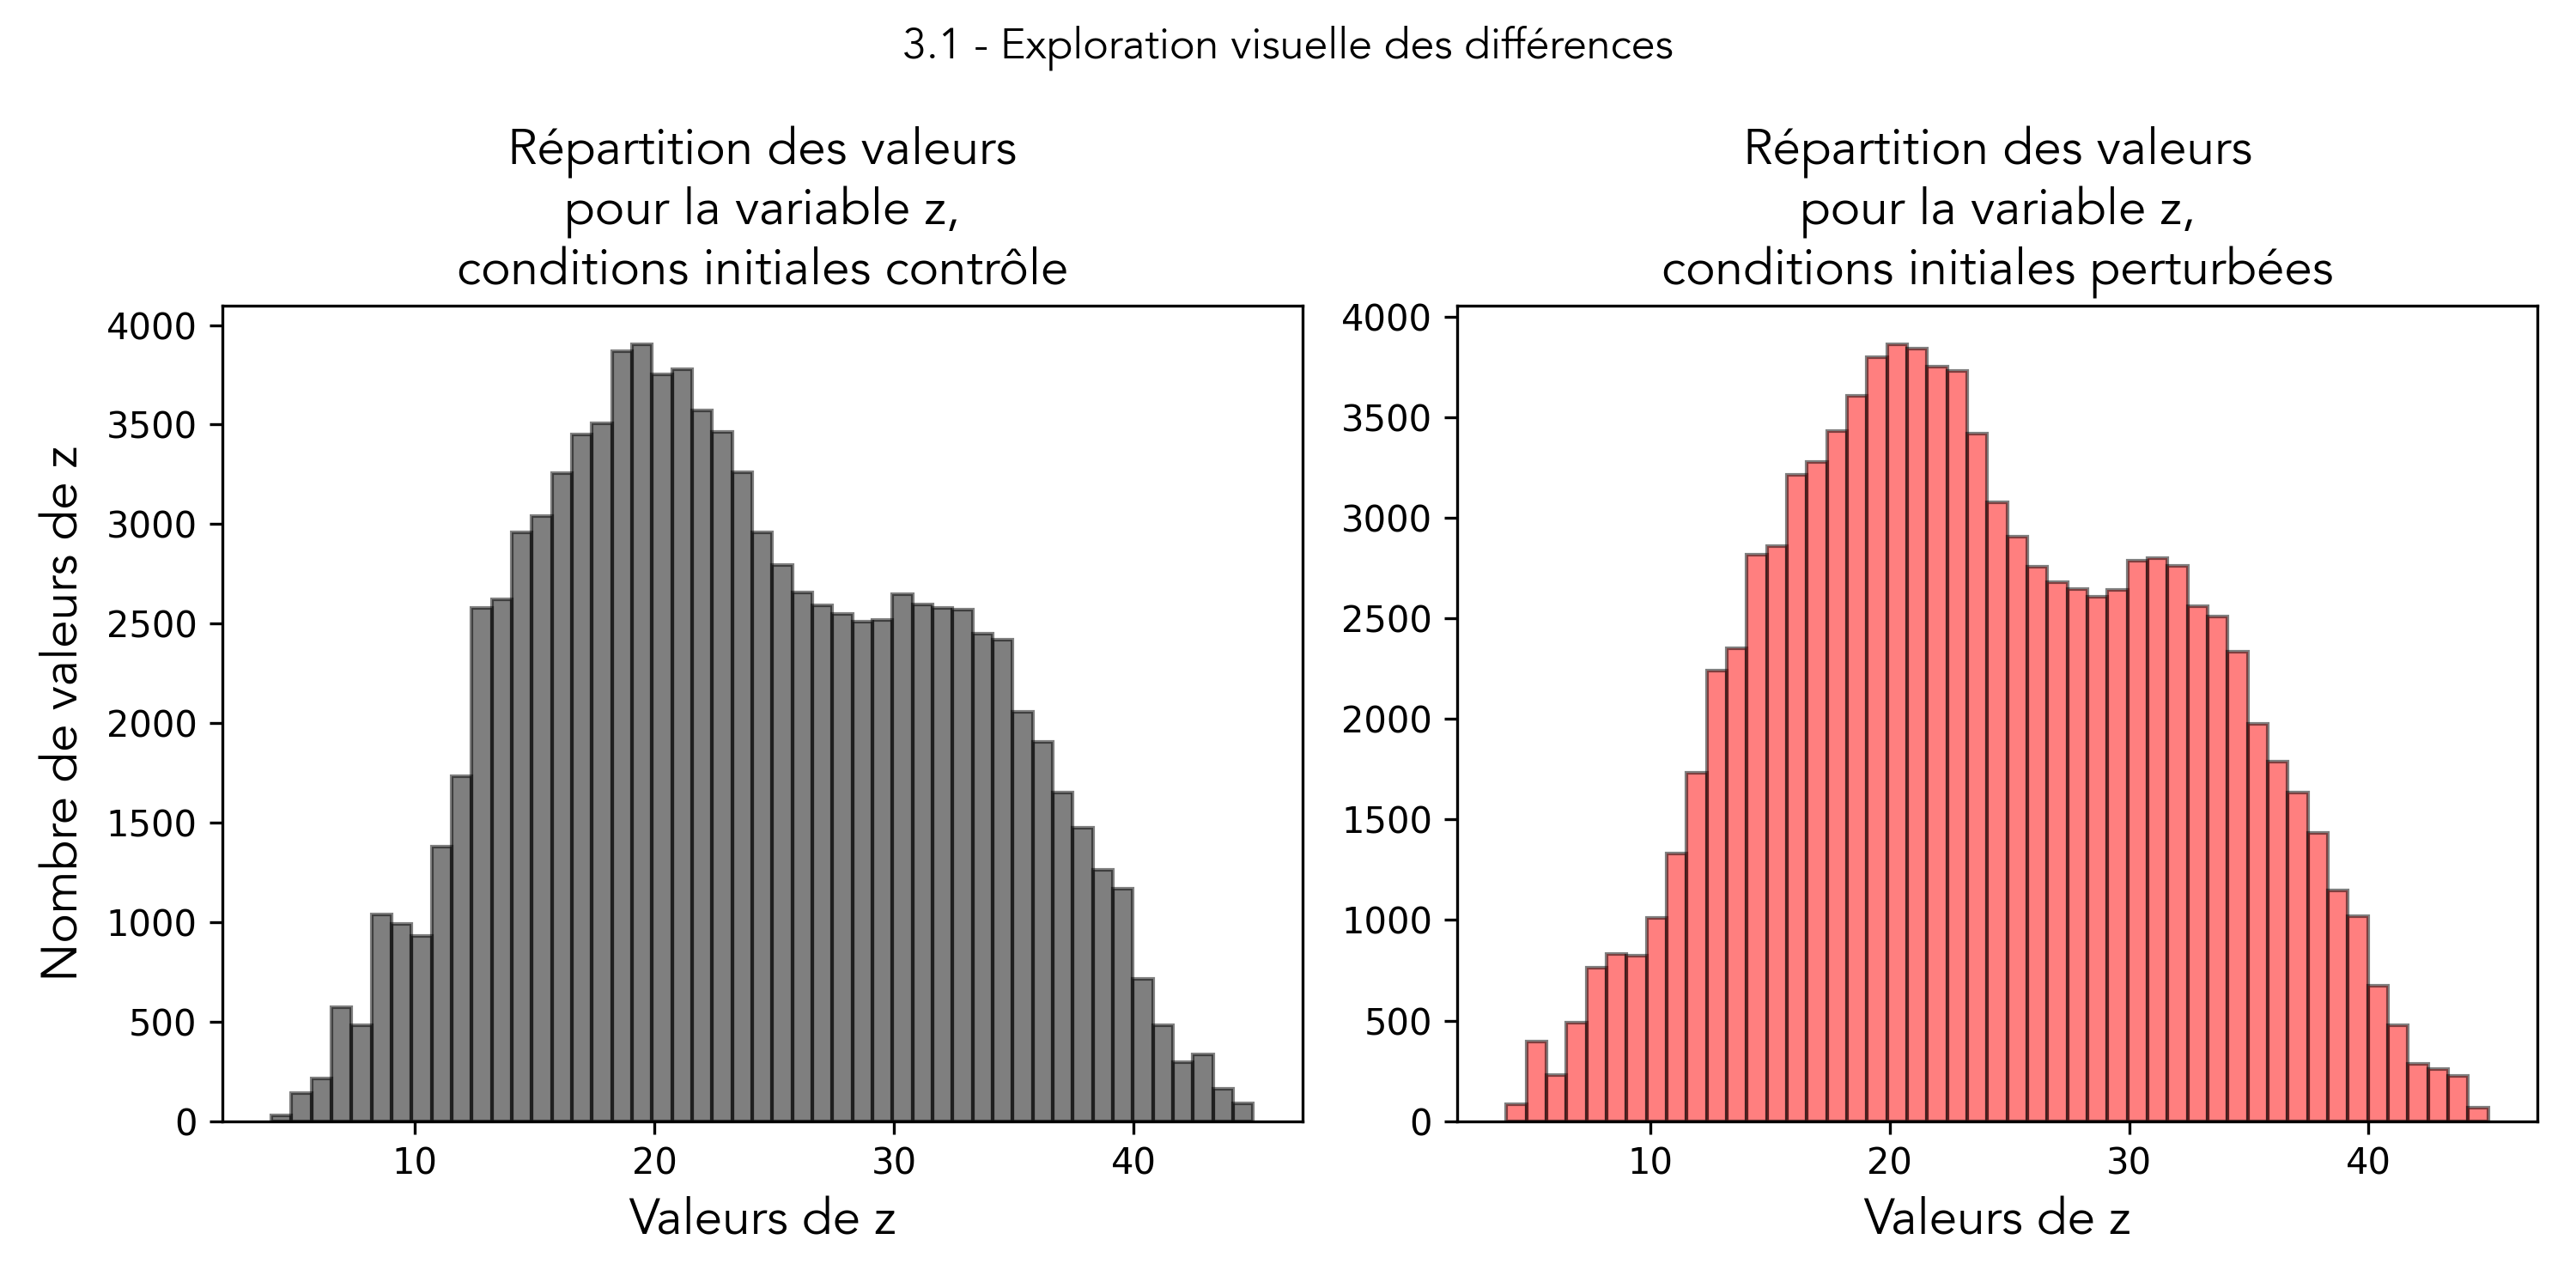 3.1 - Exploration visuelle des différences
Répartition des valeurs
pour la variable z,
conditions initiales contrôle
Nombre de valeurs de z
4000
3500
3000
2500
2000
1500
1000
500
0
10
20
30
40
Valeurs de z
Répartition des valeurs
pour la variable z,
conditions initiales perturbées
4000
3500
3000
2500
2000
1500
1000
500
0
10
20
30
40
Valeurs de z